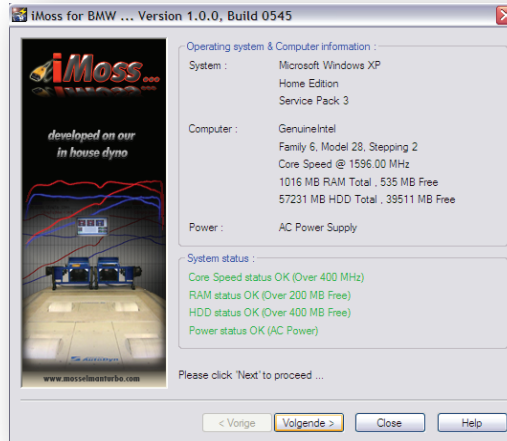 iMoss for BMW ... Version 1.0.0, Build 0545
iMoss...
developed on our
in house dyno
AutoDyn
www.mosselmanturbo.com
Operating system & Computer information :
System : Microsoft Windows XP
Home Edition
Service Pack 3
Computer : GenuineIntel
Family 6, Model 28, Stepping 2
Core Speed @ 1596.00 MHz
1016 MB RAM Total , 535 MB Free
57231 MB HDD Total , 39511 MB Free
Power : AC Power Supply
System status :
Core Speed status OK (Over 400 MHz)
RAM status OK (Over 200 MB Free)
HDD status OK (Over 400 MB Free)
Power status OK (AC Power)
Please click 'Next' to proceed ...
< Vorige Volgende > Close Help